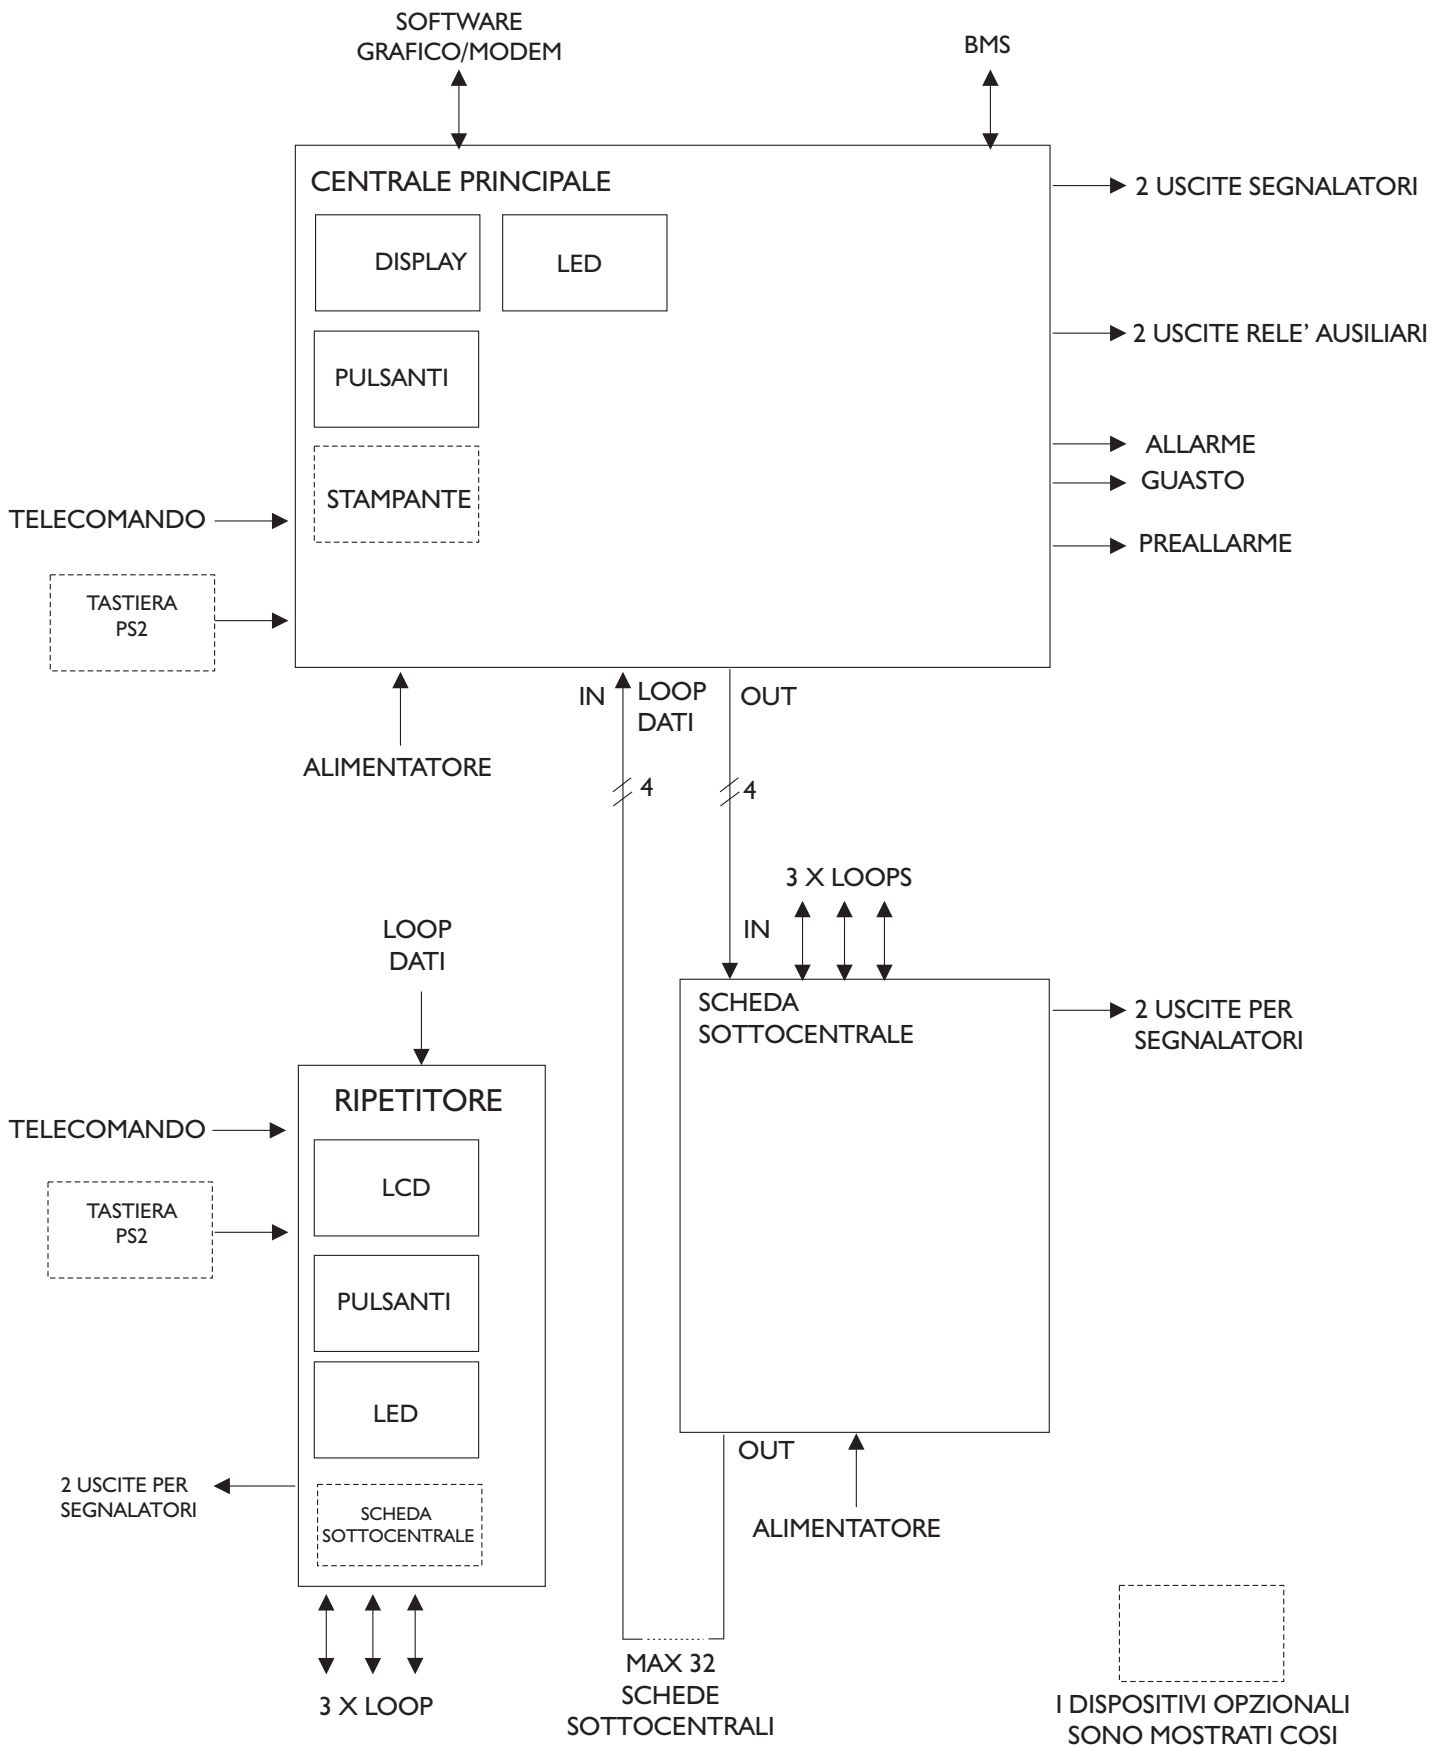 SOFTWARE
GRAFICO/MODEM
BMS
CENTRALE PRINCIPALE
2 USCITE SEGNALATORI
DISPLAY
LED
2 USCITE RELE’ AUSILIARI
PULSANTI
ALLARME
GUASTO
STAMPANTE
TELECOMANDO
PREALLARME
TASTIERA
PS2
IN
LOOP
DATI
OUT
ALIMENTATORE
4
4
3 X LOOPS
LOOP
DATI
IN
SCHEDA
SOTTOCENTRALE
2 USCITE PER
SEGNALATORI
RIPETITORE
TELECOMANDO
LCD
TASTIERA
PS2
PULSANTI
LED
OUT
2 USCITE PER
SEGNALATORI
SCHEDA
SOTTOCENTRALE
ALIMENTATORE
3 X LOOP
MAX 32
SCHEDE
SOTTOCENTRALI
I DISPOSITIVI OPZIONALI
SONO MOSTRATI COSI